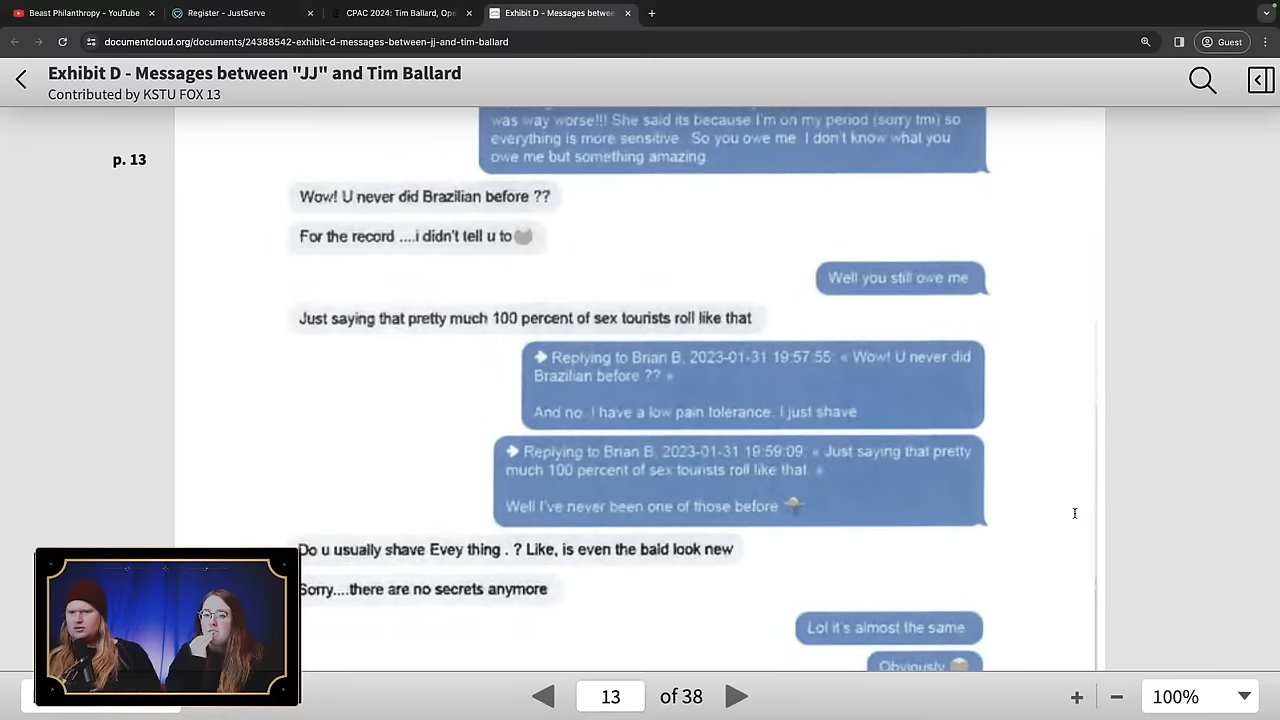 Beast Philanthropy - YouTube
Register - JustServe
CPAC 2024: Tim Ballard, Ope
Exhibit D - Messages betwee
documentcloud.org/documents/24388542-exhibit-d-messages-between-jj-and-tim-ballard
Guest
Exhibit D - Messages between "JJ" and Tim Ballard
Contributed by KSTU FOX 13
p. 13
was way worse!!! She said its because I'm on my period (sorry tmi) so
everything is more sensitive. So you owe me. I don't know what you
owe me but something amazing
Wow! U never did Brazilian before ??
For the record ....i didn't tell u to
Well you still owe me
Just saying that pretty much 100 percent of sex tourists roll like that
Replying to Brian B, 2023-01-31 19:57:55: « Wow! U never did
Brazilian before ?? »
And no. I have a low pain tolerance. I just shave
Replying to Brian B, 2023-01-31 19:59:09: « Just saying that pretty
much 100 percent of sex tourists roll like that »
Well I've never been one of those before
Do u usually shave Evey thing . ? Like, is even the bald look new
Sorry....there are no secrets anymore
Lol it's almost the same
Obviously
13 of 38
100%